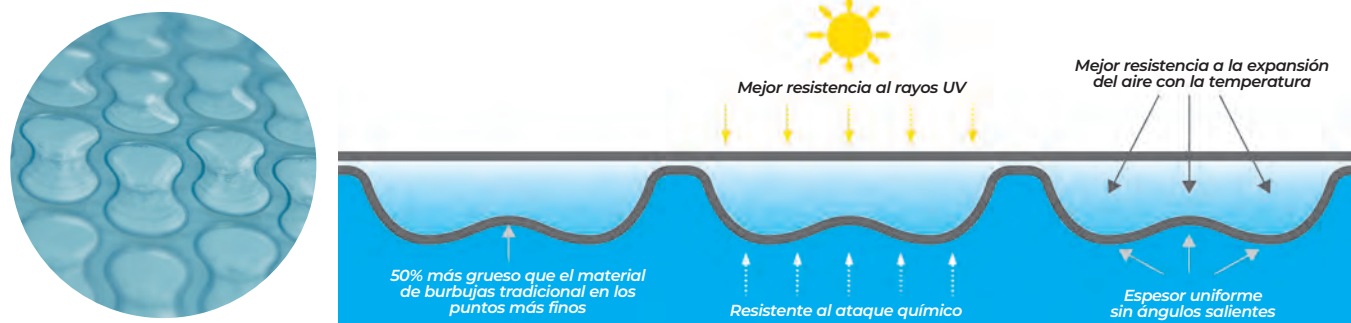 Mejor resistencia al rayos UV
Mejor resistencia a la expansión
del aire con la temperatura
50% más grueso que el material
de burbujas tradicional en los
puntos más finos
Resistente al ataque químico
Espesor uniforme
sin ángulos salientes